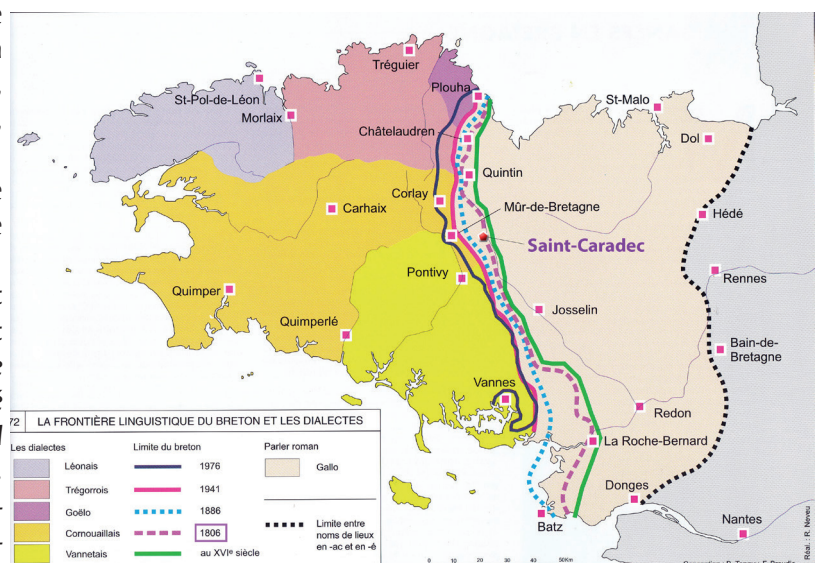 Tréguier
Plouha
St-Pol-de-Léon
Morlaix
St-Malo
Châtelaudren
Dol
Quintin
Corlay
Carhaix
Mûr-de-Bretagne
Hédé
Saint-Caradec
Pontivy
Rennes
Quimper
Josselin
Quimperlé
Bain-de-
Bretagne
Vannes
Redon
La Roche-Bernard
Donges
Batz
Nantes
72 LA FRONTIÈRE LINGUISTIQUE DU BRETON ET LES DIALECTES
Les dialectes
Léonais
Trégorrois
Goëlo
Cornouaillais
Vannetais
Limite du breton
1976
1941
1886
1806
au XVIe siècle
Parler roman
Gallo
Limite entre
noms de lieux
en -ac et en -é
0 10 20 30 40 50Km
Réal. : R. Neveu